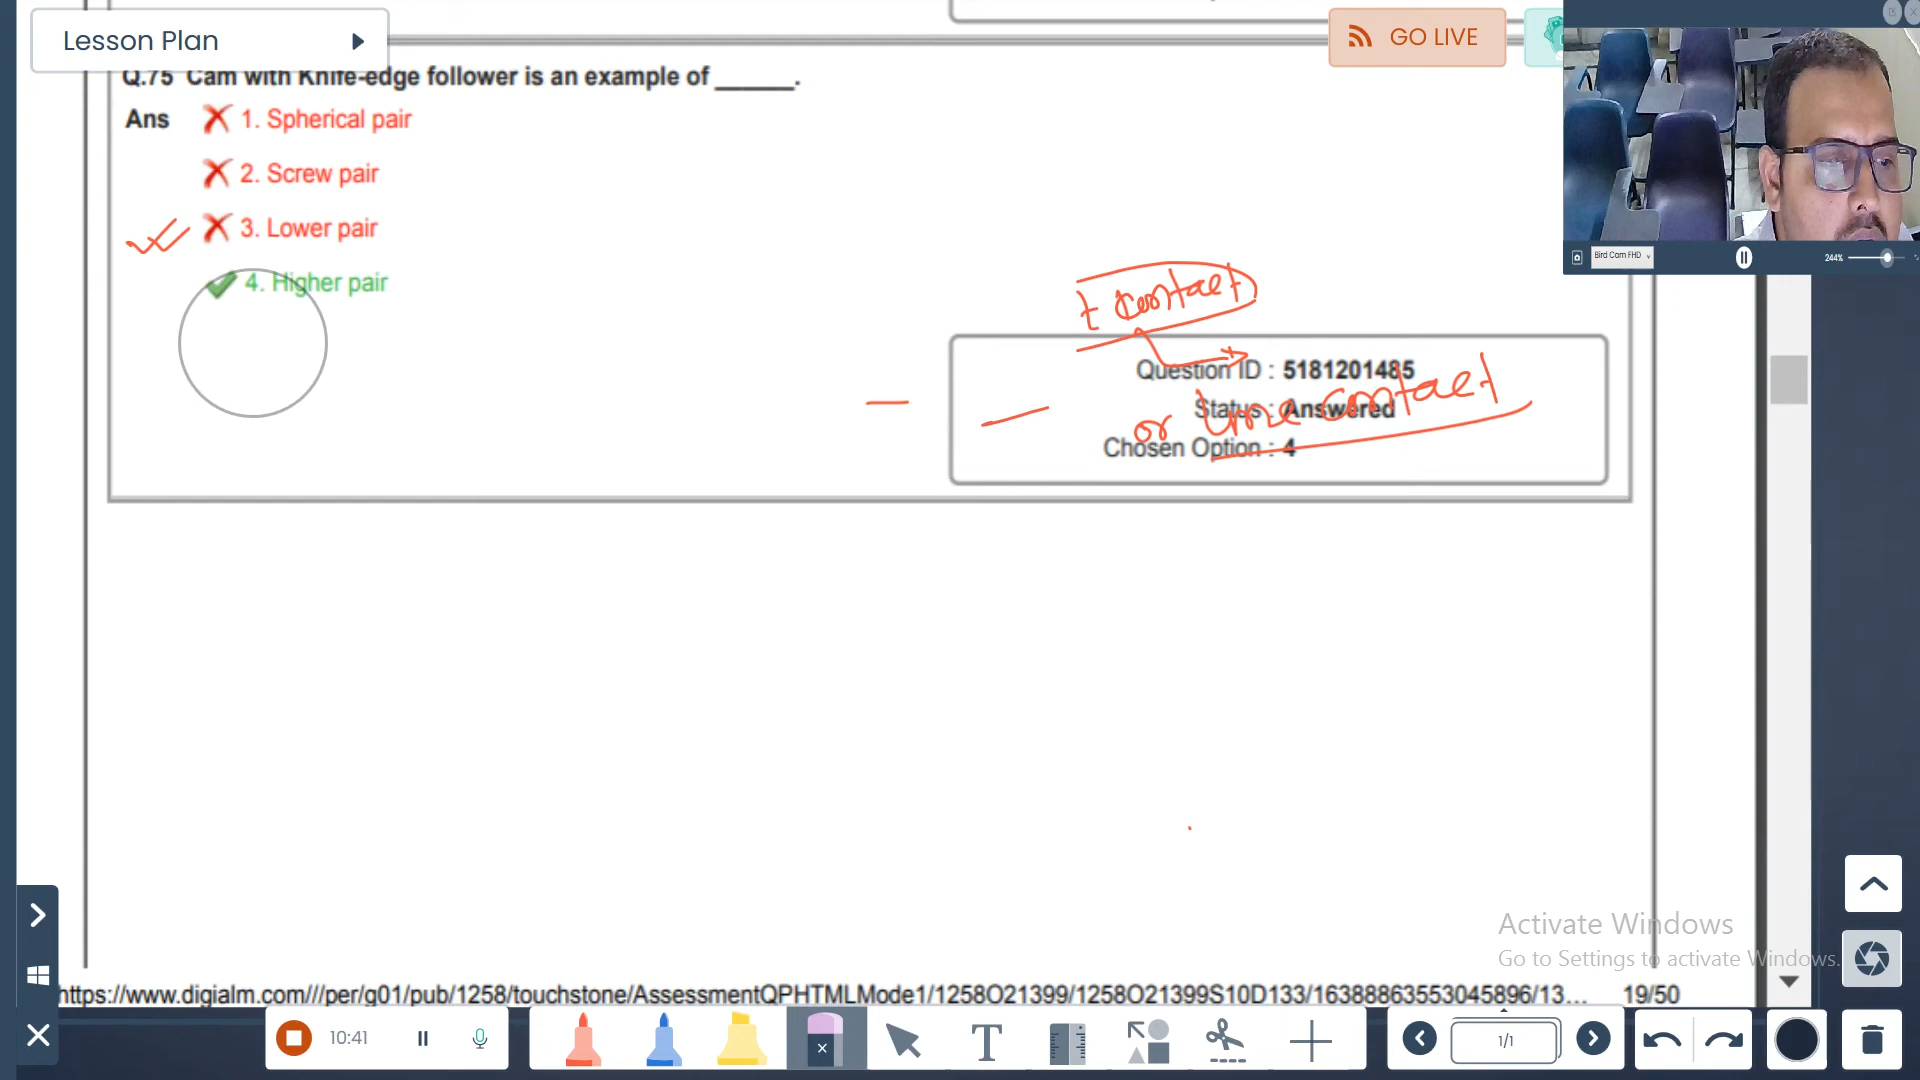 Lesson Plan
GO LIVE
Q.75 Cam with Knife-edge follower is an example of ______.
Ans 1. Spherical pair
2. Screw pair
3. Lower pair
4. Higher pair
Bird Cam FHD
244%
t contact
Question ID : 5181201485
Status : Answered
or Line contact
Chosen Option : 4
Activate Windows
Go to Settings to activate Windows.
https://www.digialm.com///per/g01/pub/1258/touchstone/AssessmentQPHTMLMode1/1258O21399/1258O21399S10D133/16388863553045896/13... 19/50
10:41
T
1/1